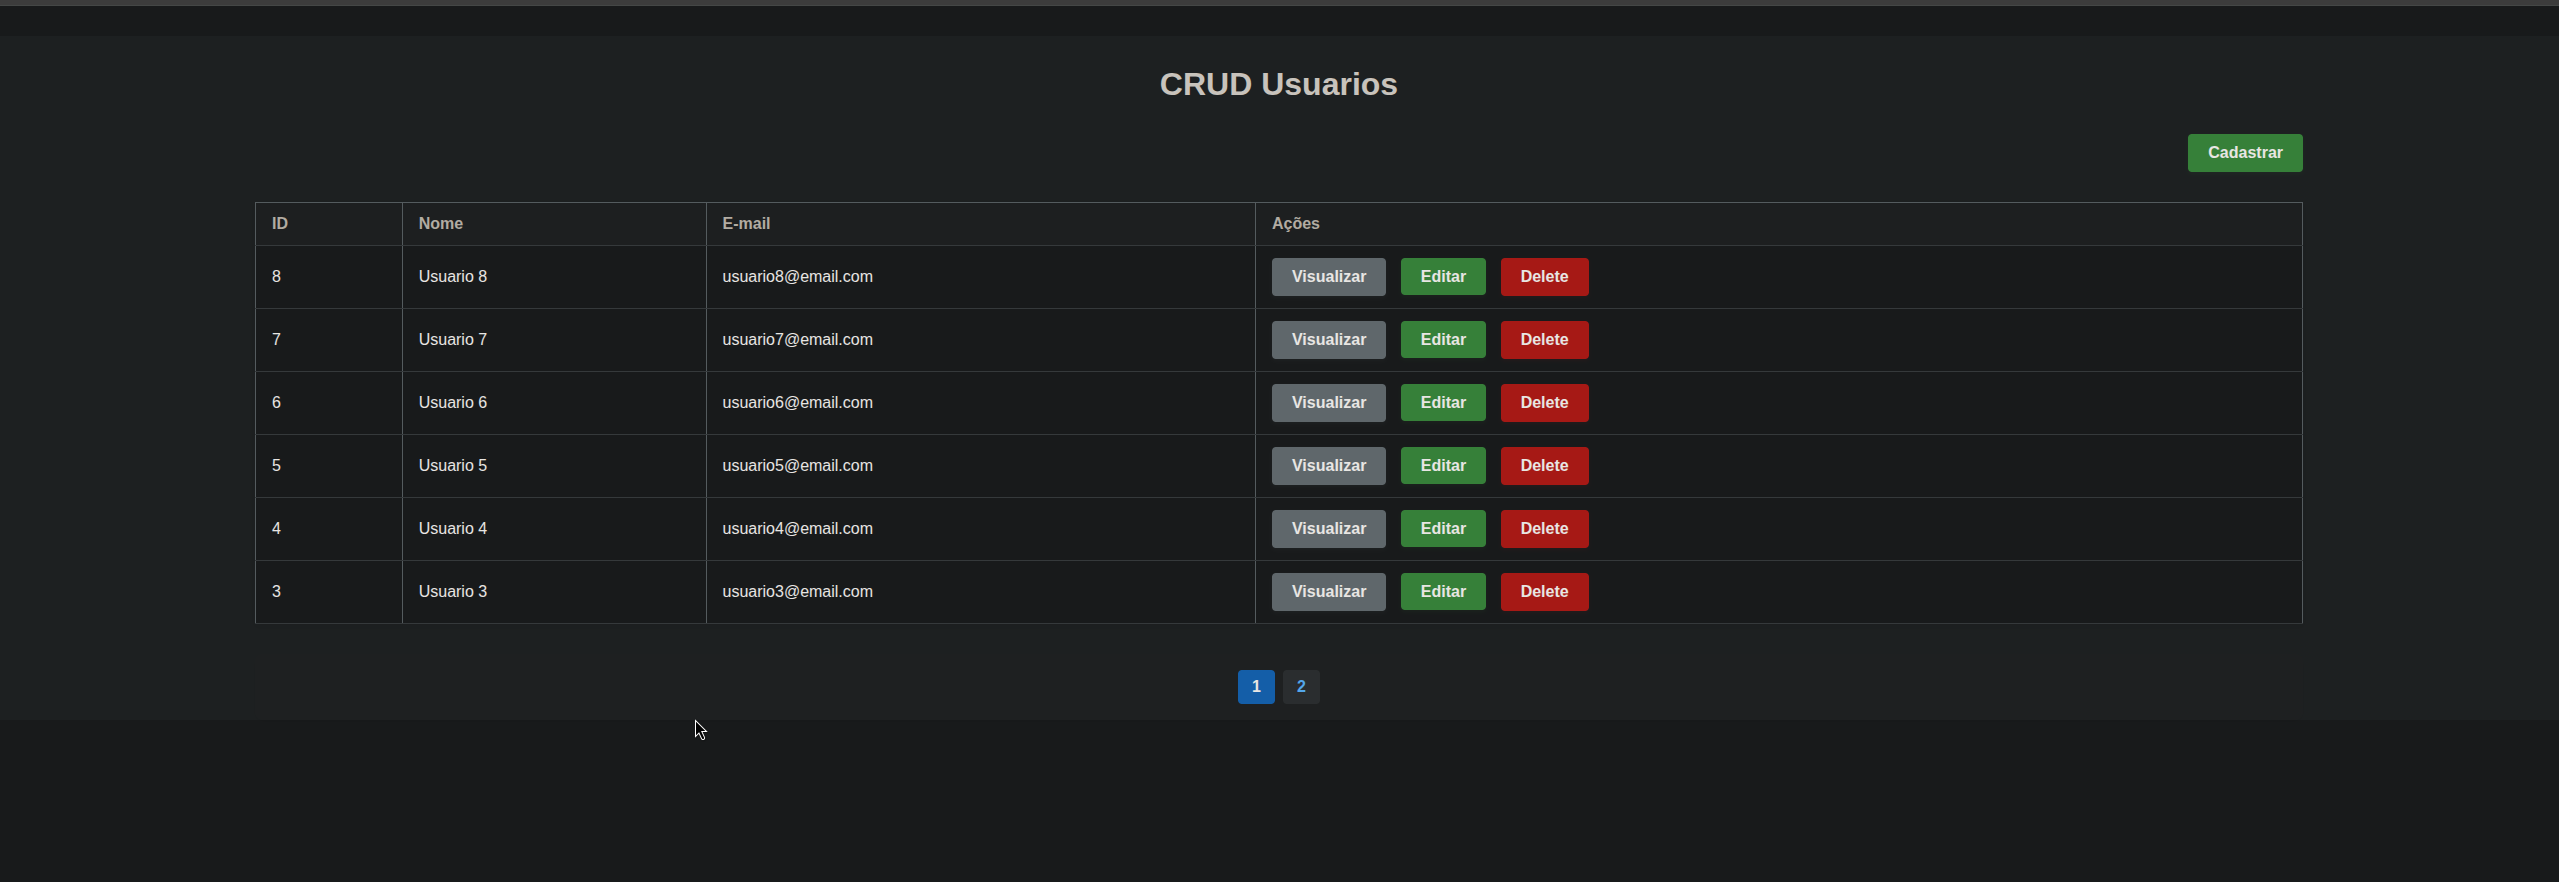 CRUD Usuarios
Cadastrar
ID Nome E-mail Ações
8 Usuario 8 usuario8@email.com Visualizar Editar Delete
7 Usuario 7 usuario7@email.com Visualizar Editar Delete
6 Usuario 6 usuario6@email.com Visualizar Editar Delete
5 Usuario 5 usuario5@email.com Visualizar Editar Delete
4 Usuario 4 usuario4@email.com Visualizar Editar Delete
3 Usuario 3 usuario3@email.com Visualizar Editar Delete
1 2